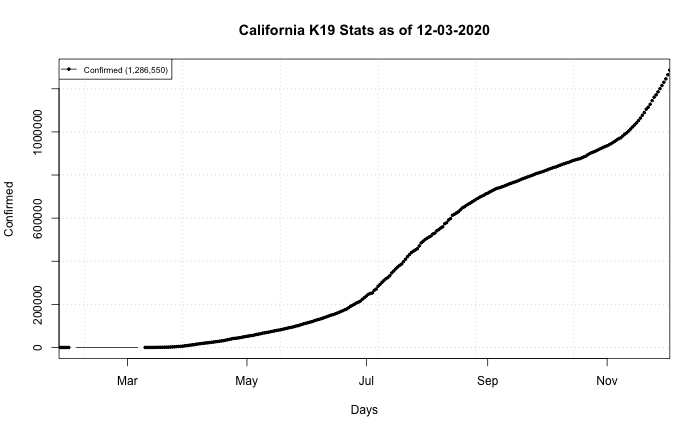 California K19 Stats as of 12-03-2020
Confirmed (1,286,550)
Confirmed
1000000
600000
200000
0
Mar May Jul Sep Nov
Days